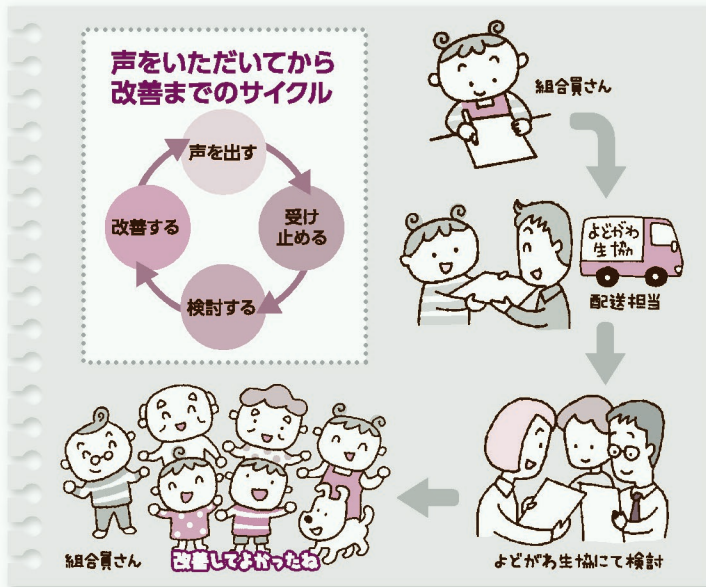 声をいただいてから
改善までのサイクル
声を出す
受け
止める
検討する
改善する
組合員さん
よどがわ
生協
配送担当
よどがわ生協にて検討
組合員さん
改善してよかったね